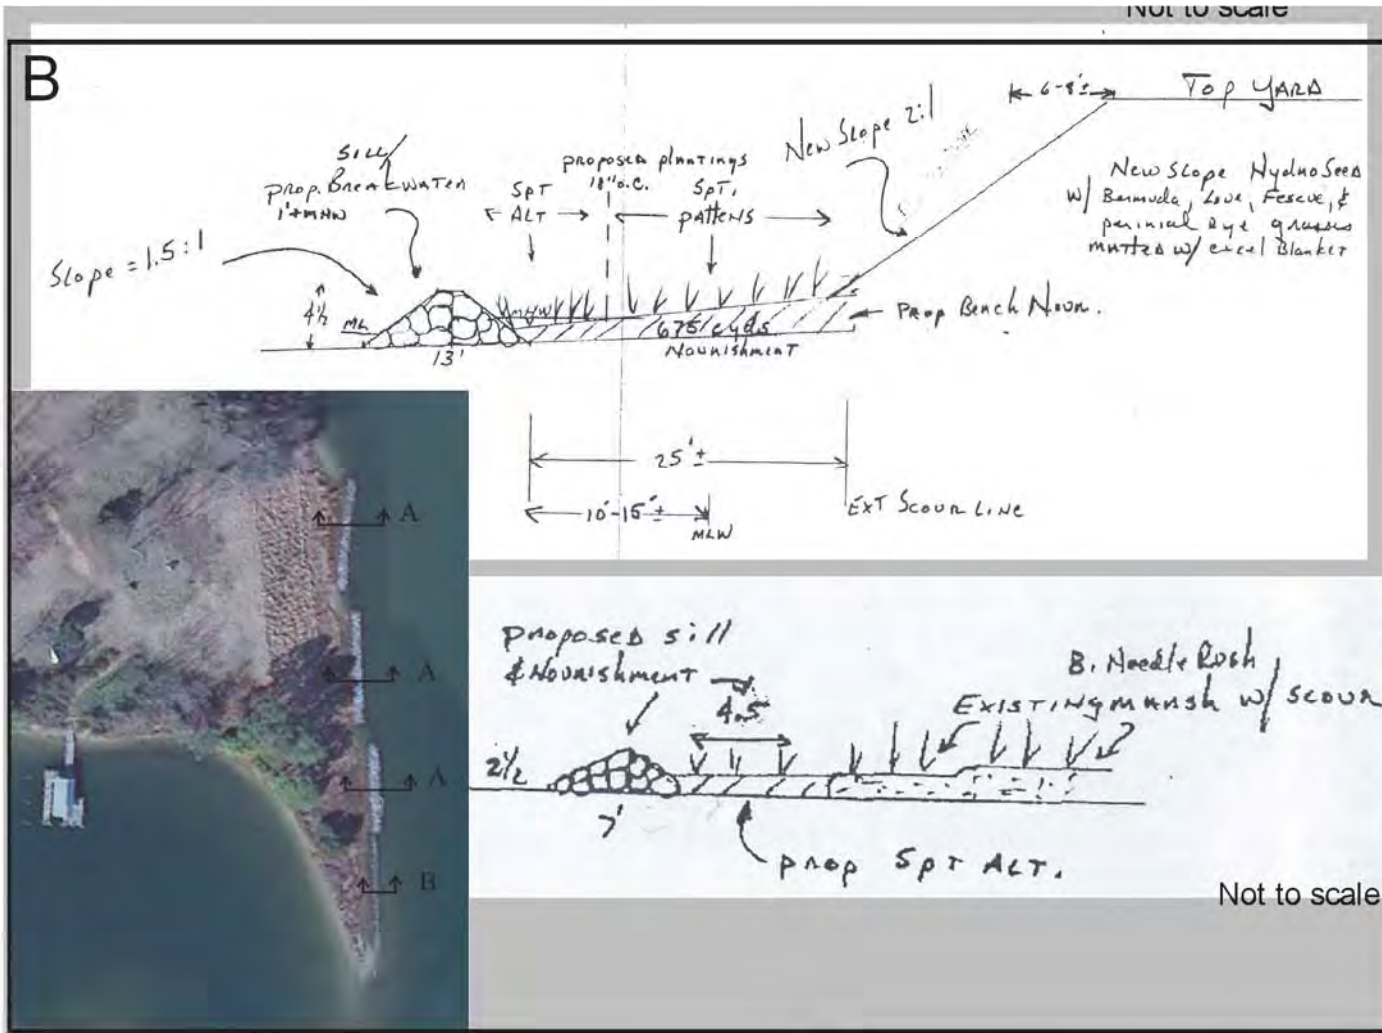 Not to scale
B
6-8'±
Top YARD
New Slope 2:1
SILL/
prop. BREAKWATER
1'+MHW
proposed plantings
18" o.c.
SpT
ALT
SpT.
pattens
New Slope HydroSeed
w/ Bermuda, Love, Fescue, &
perinial rye grasses
matted w/ excel Blanket
Slope = 1.5:1
4½
ML
MHW
13'
.675/cyds
Nourishment
Prop Beach Nour.
25'±
10'-15'±
MLW
EXT SCOUR LINE
A
A
A
B
proposed sill
& Nourishment
4.5
B. Needle Rush
EXISTING marsh w/ scour
2½
7'
prop SpT ALT.
Not to scale